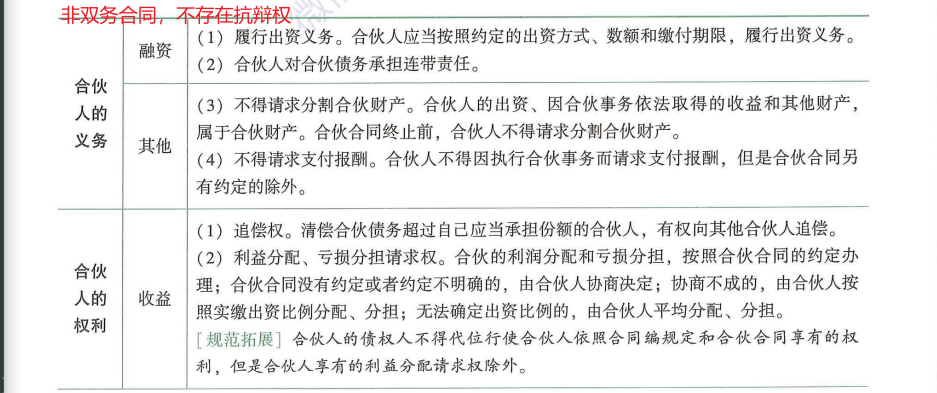 非双务合同，不存在抗辩权
合伙人的义务
融资
(1) 履行出资义务。合伙人应当按照约定的出资方式、数额和缴付期限，履行出资义务。
(2) 合伙人对合伙债务承担连带责任。
其他
(3) 不得请求分割合伙财产。合伙人的出资、因合伙事务依法取得的收益和其他财产，
属于合伙财产。合伙合同终止前，合伙人不得请求分割合伙财产。
(4) 不得请求支付报酬。合伙人不得因执行合伙事务而请求支付报酬，但是合伙合同另
有约定的除外。
合伙人的权利
收益
(1) 追偿权。清偿合伙债务超过自己应当承担份额的合伙人，有权向其他合伙人追偿。
(2) 利益分配、亏损分担请求权。合伙的利润分配和亏损分担，按照合伙合同的约定办
理；合伙合同没有约定或者约定不明确的，由合伙人协商决定；协商不成的，由合伙人按
照实缴出资比例分配、分担；无法确定出资比例的，由合伙人平均分配、分担。
[规范拓展] 合伙人的债权人不得代位行使合伙人依照合同编规定和合伙合同享有的权
利，但是合伙人享有的利益分配请求权除外。